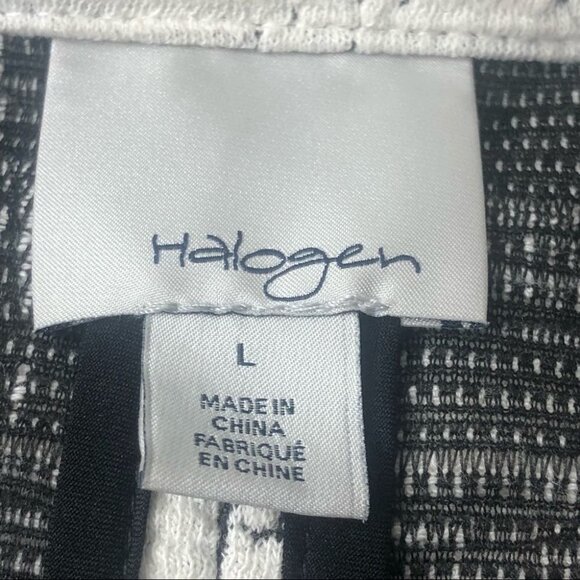 Halogen
L
MADE IN
CHINA
FABRIQUÉ
EN CHINE